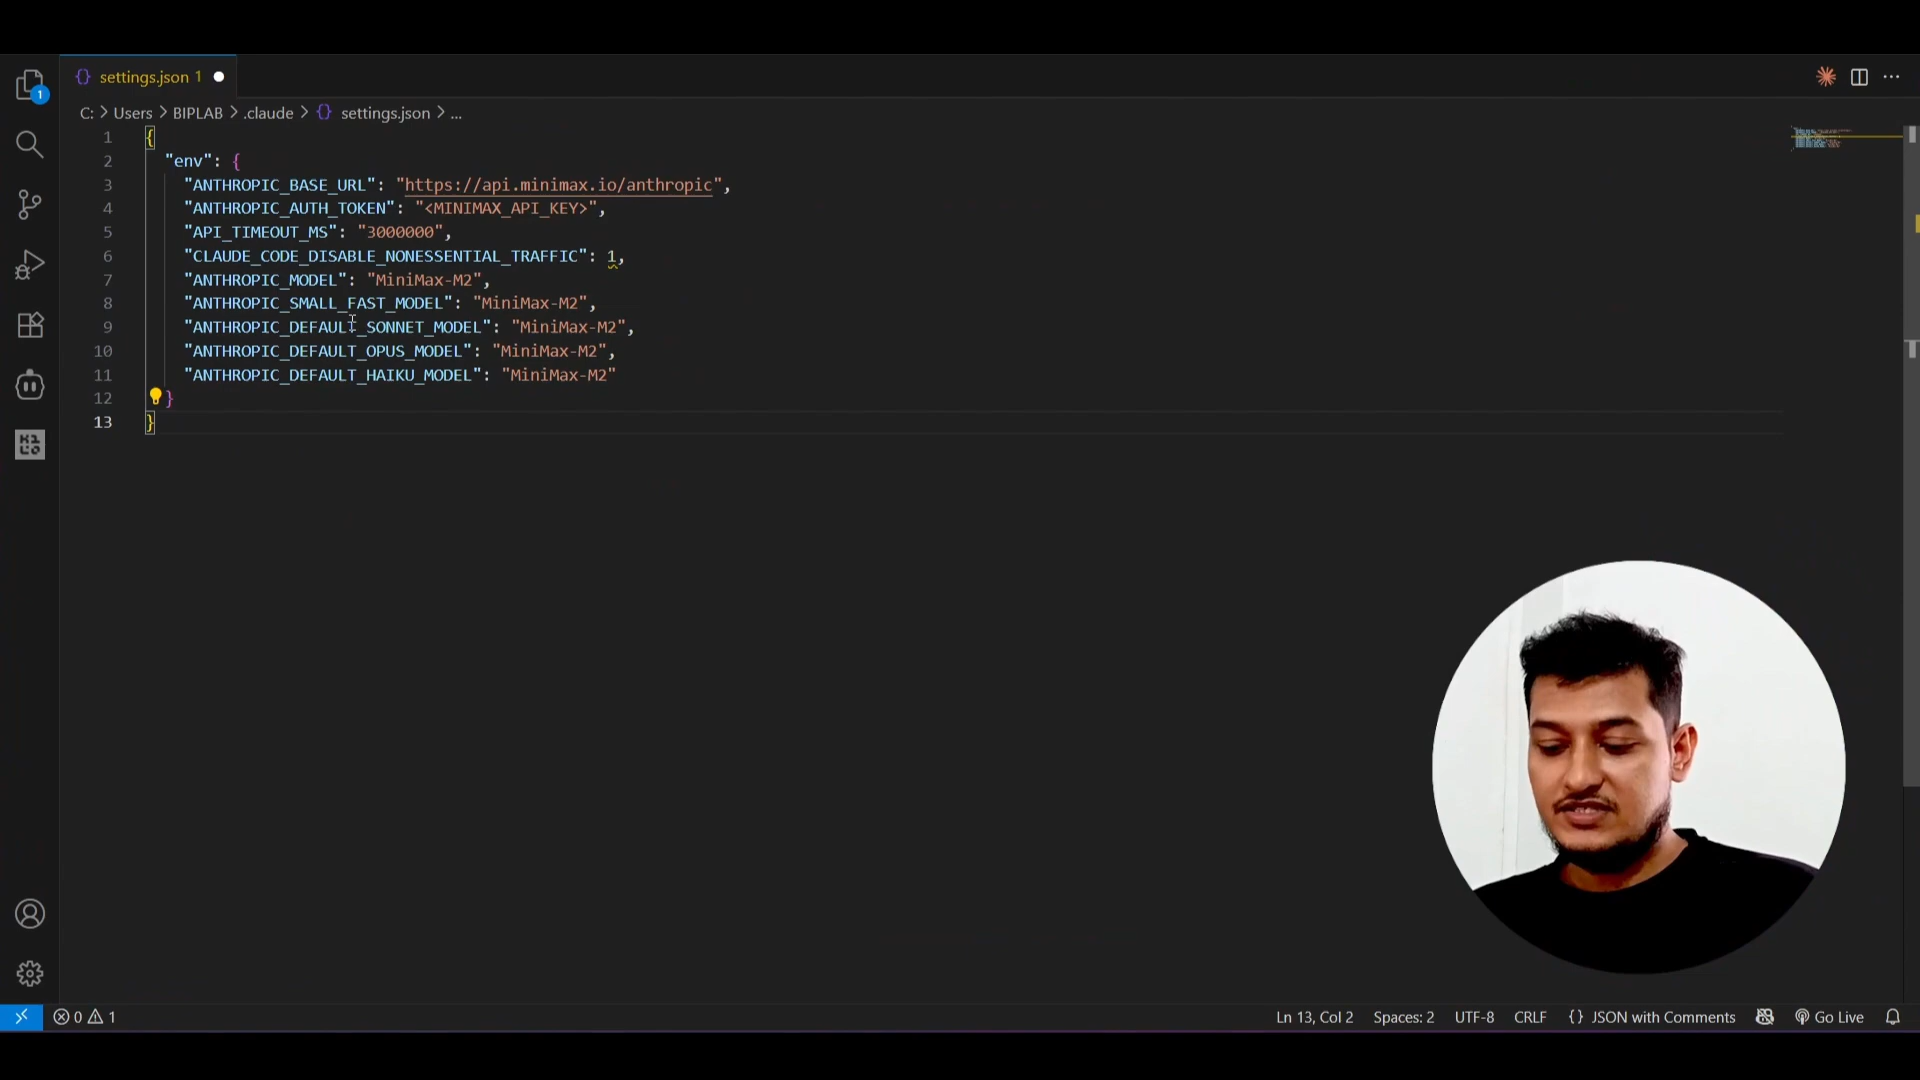 settings.json 1
C: > Users > BIPLAB > .claude > {} settings.json > ...
1 {
2 "env": {
3 "ANTHROPIC_BASE_URL": "https://api.minimax.io/anthropic",
4 "ANTHROPIC_AUTH_TOKEN": "<MINIMAX_API_KEY>",
5 "API_TIMEOUT_MS": "3000000",
6 "CLAUDE_CODE_DISABLE_NONESSENTIAL_TRAFFIC": 1,
7 "ANTHROPIC_MODEL": "MiniMax-M2",
8 "ANTHROPIC_SMALL_FAST_MODEL": "MiniMax-M2",
9 "ANTHROPIC_DEFAULT_SONNET_MODEL": "MiniMax-M2",
10 "ANTHROPIC_DEFAULT_OPUS_MODEL": "MiniMax-M2",
11 "ANTHROPIC_DEFAULT_HAIKU_MODEL": "MiniMax-M2"
12 }
13 }
1
0 1 Ln 13, Col 2 Spaces: 2 UTF-8 CRLF {} JSON with Comments Go Live